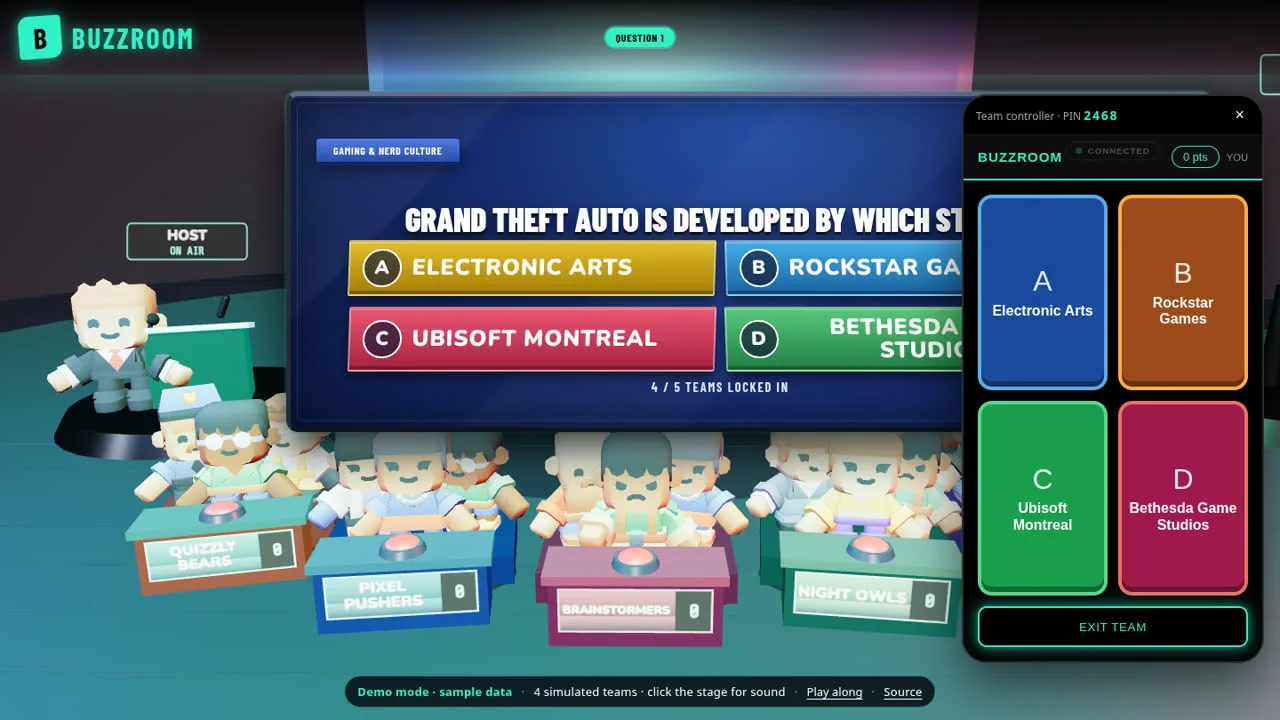 B BUZZROOM
QUESTION 1
GAMING & NERD CULTURE
GRAND THEFT AUTO IS DEVELOPED BY WHICH ST
A ELECTRONIC ARTS
B ROCKSTAR GA
C UBISOFT MONTREAL
D BETHESDA
STUDIO
4 / 5 TEAMS LOCKED IN
HOST
ON AIR
QUIZZLY
BEARS
0
PIXEL
PUSHERS
0
BRAINSTORMERS
0
NIGHT OWLS
0
Team controller · PIN 2468
×
BUZZROOM
CONNECTED
0 pts
YOU
A
Electronic Arts
B
Rockstar
Games
C
Ubisoft
Montreal
D
Bethesda Game
Studios
EXIT TEAM
Demo mode · sample data · 4 simulated teams · click the stage for sound · Play along · Source